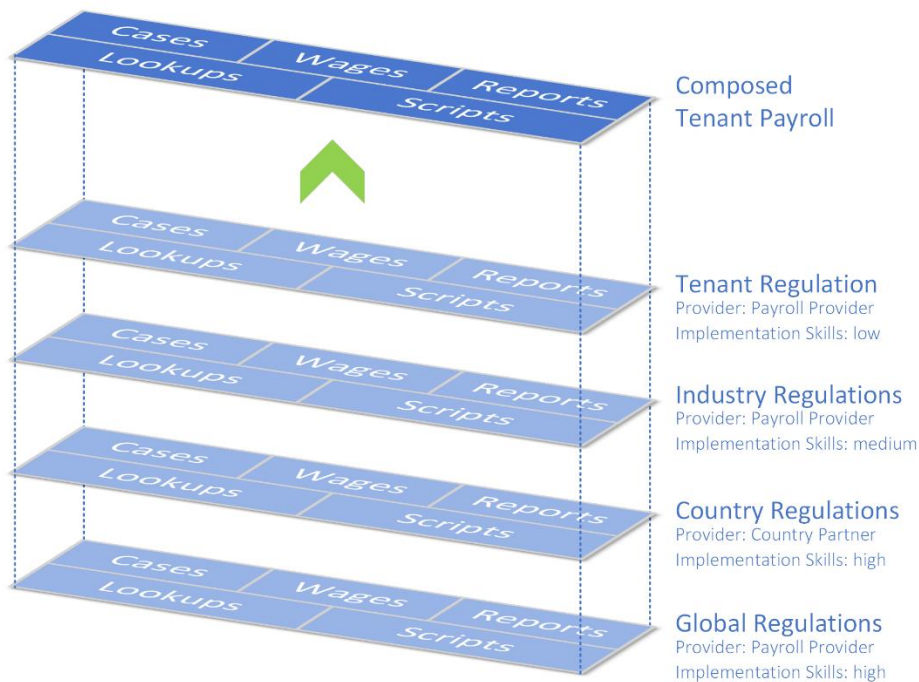 Cases Wages Reports
Lookups Scripts
Composed
Tenant Payroll
Cases Wages Reports
Lookups Scripts
Tenant Regulation
Provider: Payroll Provider
Implementation Skills: low
Cases Wages Reports
Lookups Scripts
Industry Regulations
Provider: Payroll Provider
Implementation Skills: medium
Cases Wages Reports
Lookups Scripts
Country Regulations
Provider: Country Partner
Implementation Skills: high
Cases Wages Reports
Lookups Scripts
Global Regulations
Provider: Payroll Provider
Implementation Skills: high